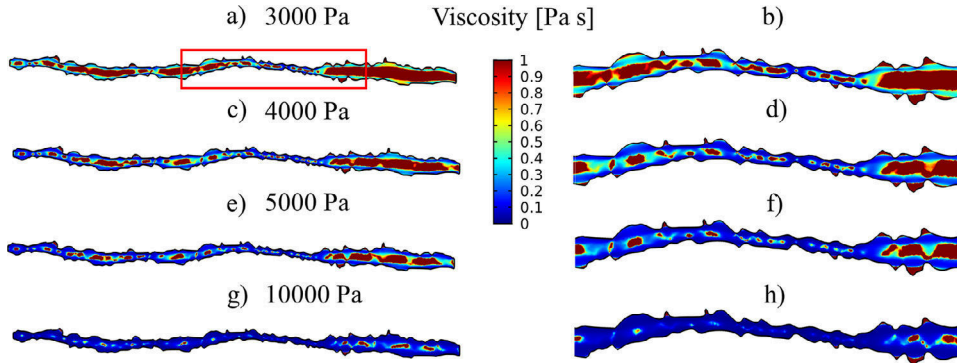 a) 3000 Pa
Viscosity [Pa s]
b)
1
0.9
0.8
0.7
0.6
0.5
0.4
0.3
0.2
0.1
0
c) 4000 Pa
d)
e) 5000 Pa
f)
g) 10000 Pa
h)